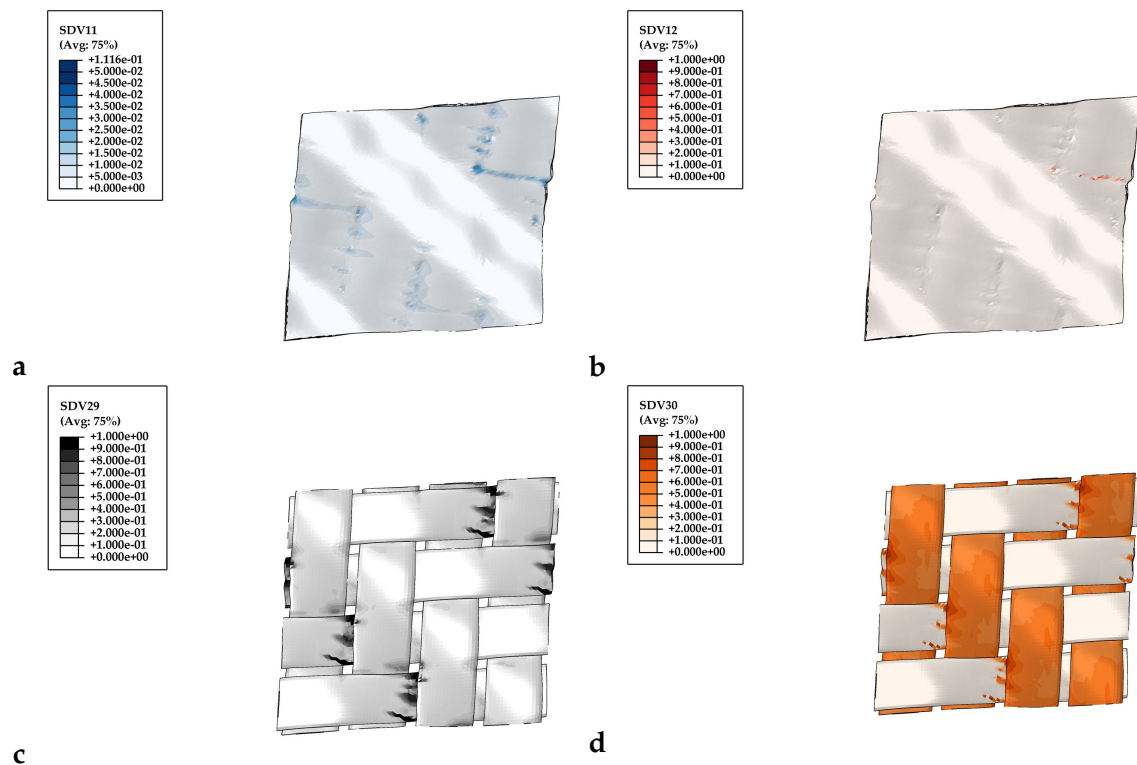 SDV11
(Avg: 75%)
+1.116e-01
+5.000e-02
+4.500e-02
+3.500e-02
+3.000e-02
+2.500e-02
+2.000e-02
+1.500e-02
+1.000e-02
+5.000e-03
+0.000e+00
a
SDV12
(Avg: 75%)
+1.000e+00
+9.000e-01
+8.000e-01
+7.000e-01
+6.000e-01
+5.000e-01
+4.000e-01
+3.000e-01
+2.000e-01
+1.000e-01
+0.000e+00
b
SDV29
(Avg: 75%)
+1.000e+00
+9.000e-01
+8.000e-01
+7.000e-01
+6.000e-01
+5.000e-01
+4.000e-01
+3.000e-01
+2.000e-01
+1.000e-01
+0.000e+00
c
SDV30
(Avg: 75%)
+1.000e+00
+9.000e-01
+8.000e-01
+7.000e-01
+6.000e-01
+5.000e-01
+4.000e-01
+3.000e-01
+2.000e-01
+1.000e-01
+0.000e+00
d